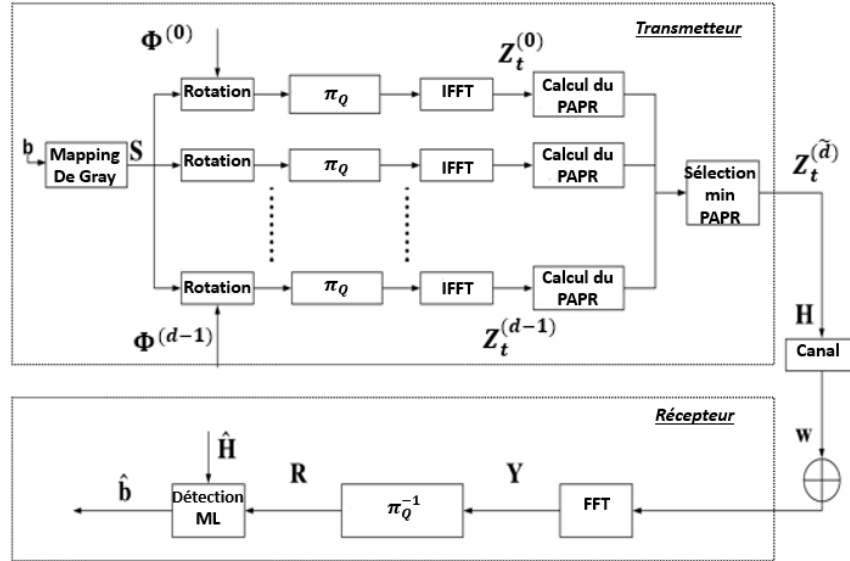 Transmetteur
Φ^(0)
Z_t^(0)
Rotation
π_Q
IFFT
Calcul du
PAPR
b
Mapping
De Gray
S
Rotation
π_Q
IFFT
Calcul du
PAPR
Sélection
min
PAPR
Z_t^(d̃)
Rotation
π_Q
IFFT
Calcul du
PAPR
Φ^(d−1)
Z_t^(d−1)
H
Canal
Récepteur
w
Ĥ
b̂
Détection
ML
R
π_Q^−1
Y
FFT